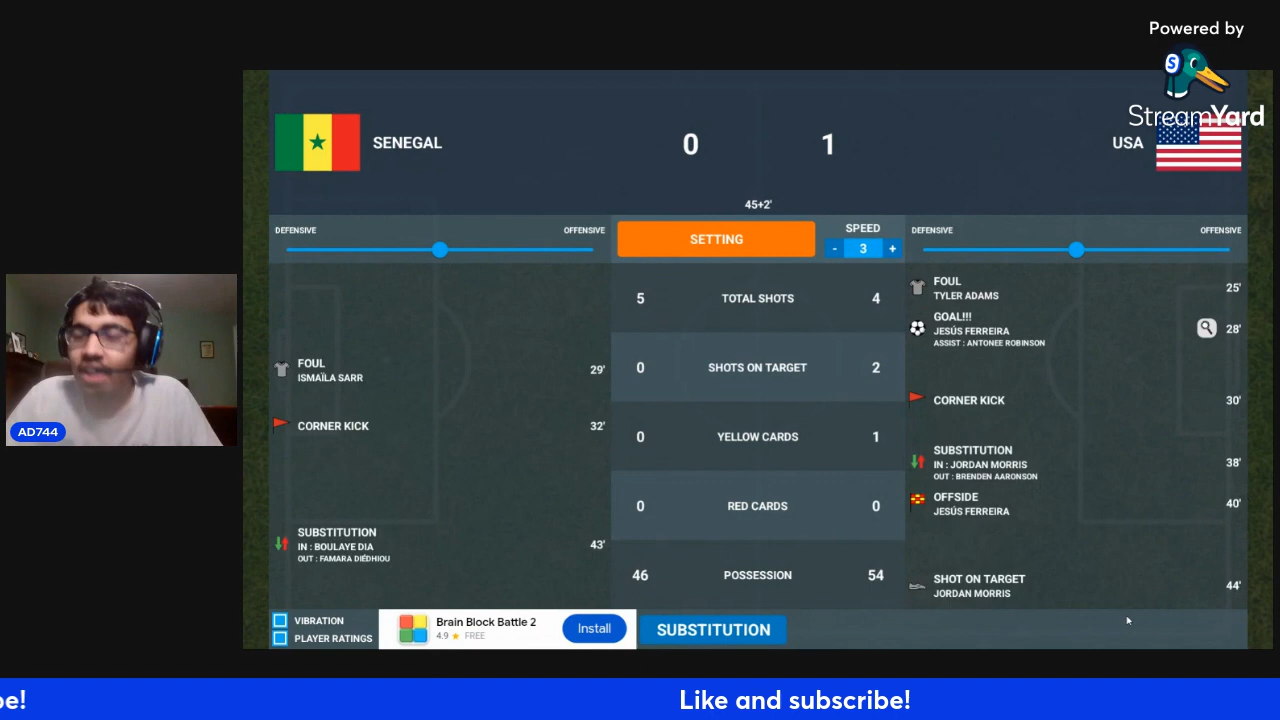 Powered by
StreamYard
SENEGAL
0
1
USA
45+2'
DEFENSIVE
OFFENSIVE
SETTING
SPEED
- 3 +
DEFENSIVE
OFFENSIVE
5 TOTAL SHOTS 4
0 SHOTS ON TARGET 2
0 YELLOW CARDS 1
0 RED CARDS 0
46 POSSESSION 54
FOUL
ISMAÏLA SARR
29'
CORNER KICK
32'
SUBSTITUTION
IN : BOULAYE DIA
OUT : FAMARA DIÉDHIOU
43'
FOUL
TYLER ADAMS
25'
GOAL!!!
JESÚS FERREIRA
ASSIST : ANTONEE ROBINSON
28'
CORNER KICK
30'
SUBSTITUTION
IN : JORDAN MORRIS
OUT : BRENDEN AARONSON
38'
OFFSIDE
JESÚS FERREIRA
40'
SHOT ON TARGET
JORDAN MORRIS
44'
AD744
VIBRATION
PLAYER RATINGS
Brain Block Battle 2
4.9 ★ FREE
Install
SUBSTITUTION
be!
Like and subscribe!